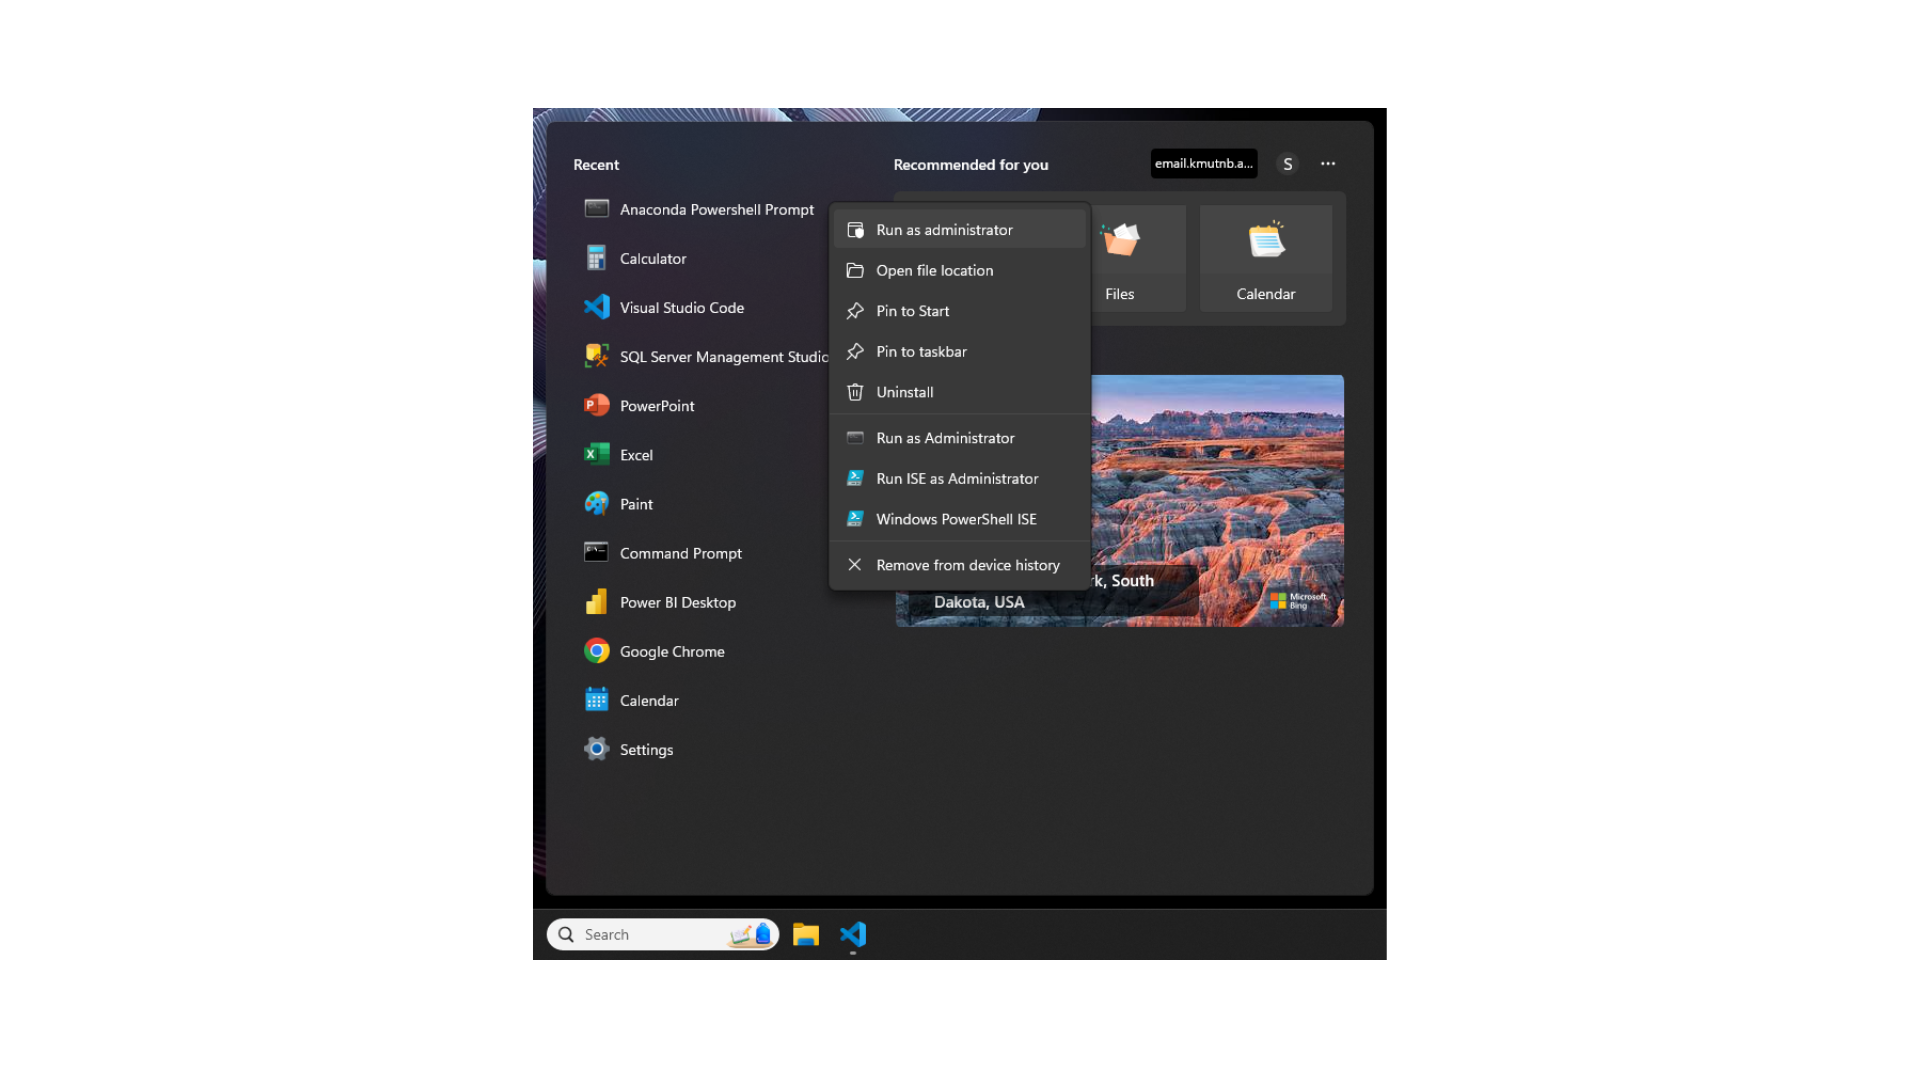 Recent
Anaconda Powershell Prompt
Calculator
Visual Studio Code
SQL Server Management Studio
PowerPoint
Excel
Paint
Command Prompt
Power BI Desktop
Google Chrome
Calendar
Settings
Recommended for you
email.kmutnb.a...
S
Files
Calendar
Run as administrator
Open file location
Pin to Start
Pin to taskbar
Uninstall
Run as Administrator
Run ISE as Administrator
Windows PowerShell ISE
Remove from device history
rk, South
Dakota, USA
Microsoft
Bing
Search